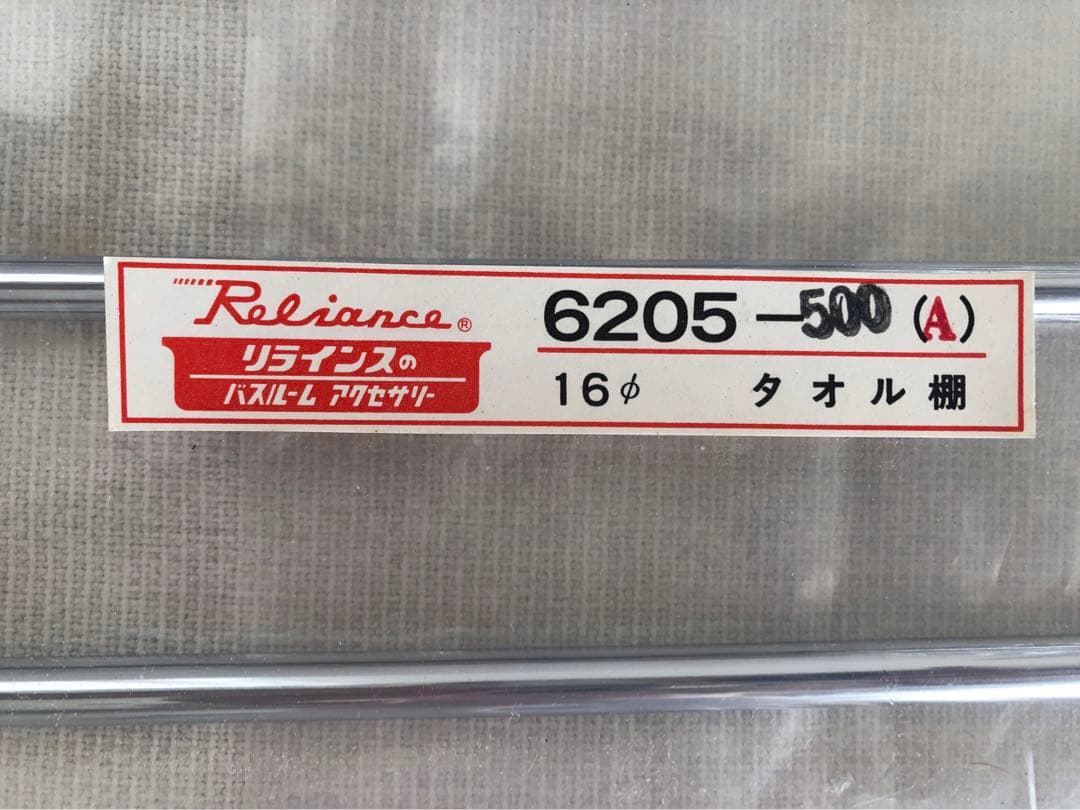 Reliance®
リラインスの
バスルーム アクセサリー
6205-500(A)
16φ タオル棚